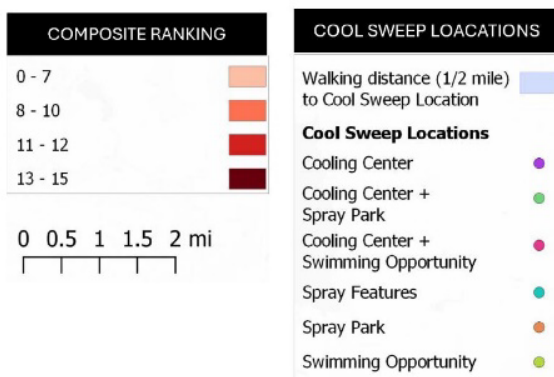 COMPOSITE RANKING
0 - 7
8 - 10
11 - 12
13 - 15
0 0.5 1 1.5 2 mi
COOL SWEEP LOACATIONS
Walking distance (1/2 mile)
to Cool Sweep Location
Cool Sweep Locations
Cooling Center
Cooling Center +
Spray Park
Cooling Center +
Swimming Opportunity
Spray Features
Spray Park
Swimming Opportunity